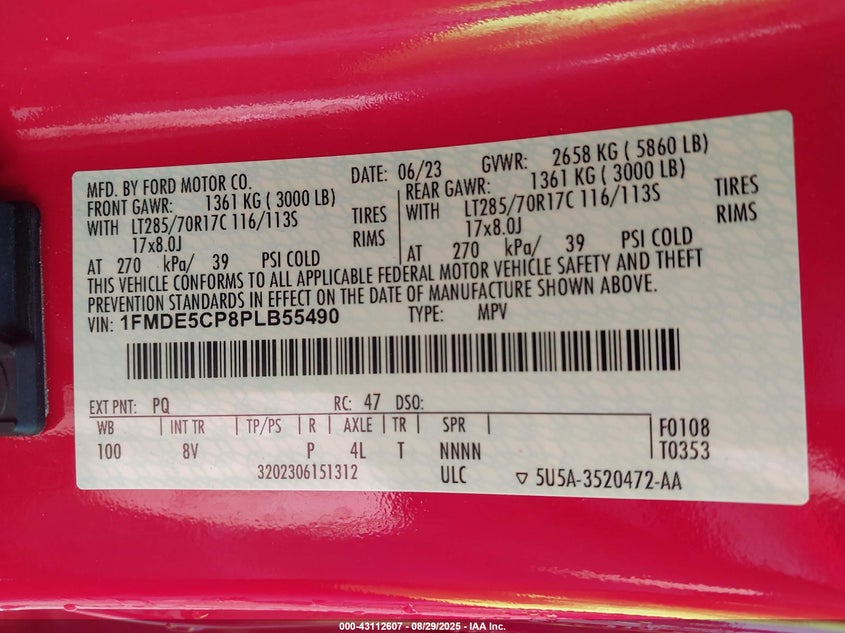 MFD. BY FORD MOTOR CO. DATE: 06/23 GVWR: 2658 KG ( 5860 LB)
FRONT GAWR: 1361 KG ( 3000 LB) REAR GAWR: 1361 KG ( 3000 LB)
WITH LT285/70R17C 116/113S TIRES WITH LT285/70R17C 116/113S TIRES
17x8.0J RIMS 17x8.0J RIMS
AT 270 kPa/ 39 PSI COLD AT 270 kPa/ 39 PSI COLD
THIS VEHICLE CONFORMS TO ALL APPLICABLE FEDERAL MOTOR VEHICLE SAFETY AND THEFT
PREVENTION STANDARDS IN EFFECT ON THE DATE OF MANUFACTURE SHOWN ABOVE.
VIN: 1FMDE5CP8PLB55490 TYPE: MPV
EXT PNT: PQ RC: 47 DSO:
WB INT TR TP/PS R AXLE TR SPR F0108
100 8V P 4L T NNNN T0353
3202306151312 ULC ▽ 5U5A-3520472-AA
000-43112607 - 08/29/2025 - IAA Inc.